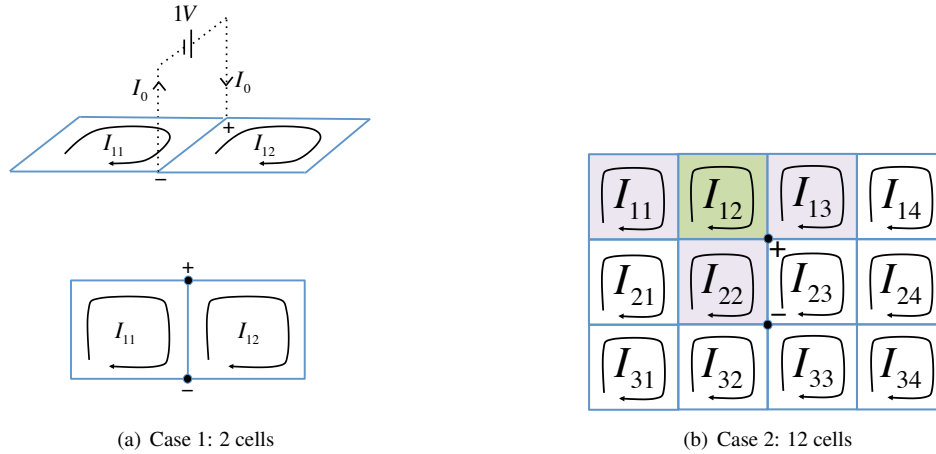 1V
I₀ I₀
I₁₁ + I₁₂
−
+
I₁₁ I₁₂
−
(a) Case 1: 2 cells
I₁₁ I₁₂ I₁₃ I₁₄
+
I₂₁ I₂₂ I₂₃ I₂₄
−
I₃₁ I₃₂ I₃₃ I₃₄
(b) Case 2: 12 cells